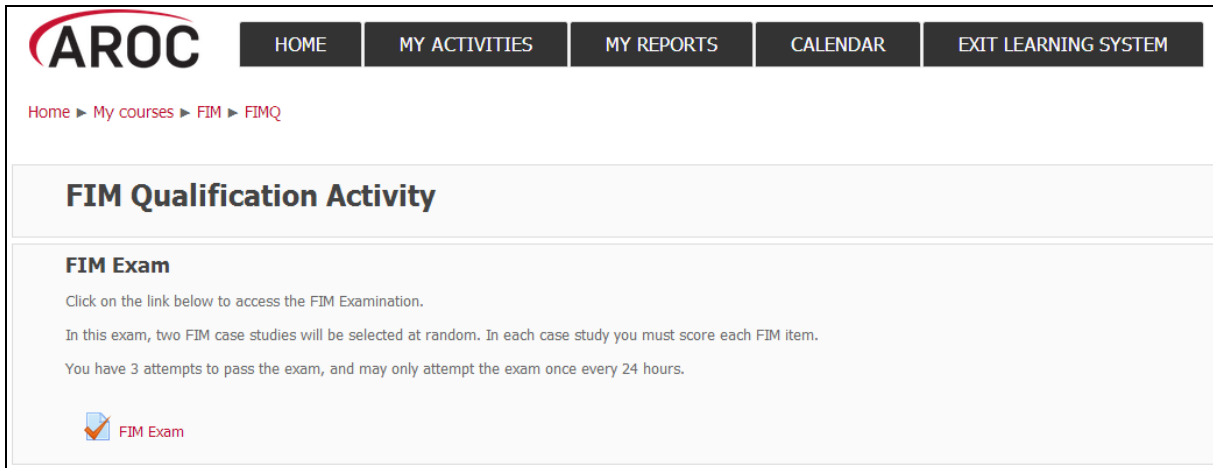 AROC
HOME MY ACTIVITIES MY REPORTS CALENDAR EXIT LEARNING SYSTEM
Home ► My courses ► FIM ► FIMQ
FIM Qualification Activity
FIM Exam
Click on the link below to access the FIM Examination.
In this exam, two FIM case studies will be selected at random. In each case study you must score each FIM item.
You have 3 attempts to pass the exam, and may only attempt the exam once every 24 hours.
FIM Exam